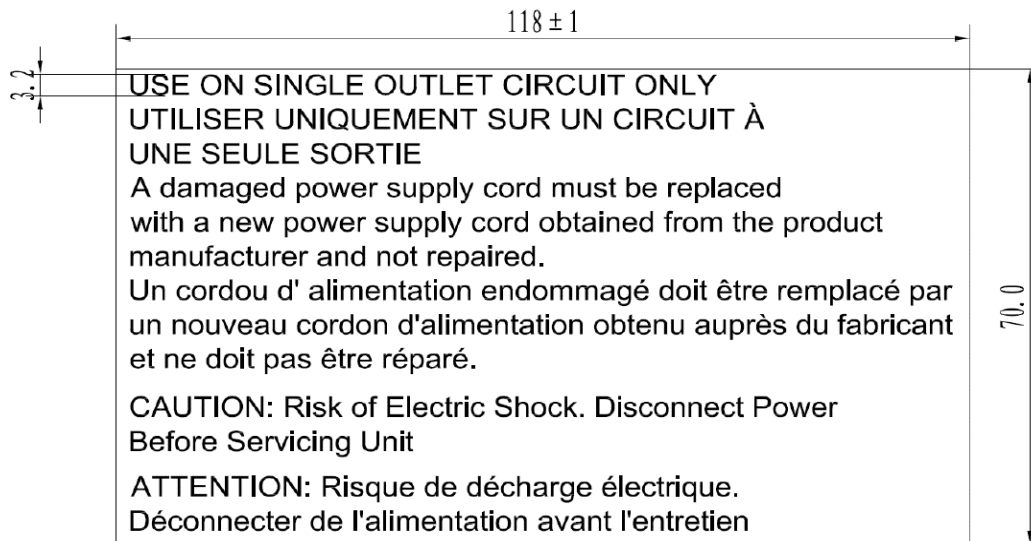 118±1
3.2
USE ON SINGLE OUTLET CIRCUIT ONLY
UTILISER UNIQUEMENT SUR UN CIRCUIT À
UNE SEULE SORTIE
A damaged power supply cord must be replaced
with a new power supply cord obtained from the product
manufacturer and not repaired.
Un cordou d' alimentation endommagé doit être remplacé par
un nouveau cordon d'alimentation obtenu auprès du fabricant
et ne doit pas être réparé.
70.0
CAUTION: Risk of Electric Shock. Disconnect Power
Before Servicing Unit
ATTENTION: Risque de décharge électrique.
Déconnecter de l'alimentation avant l'entretien